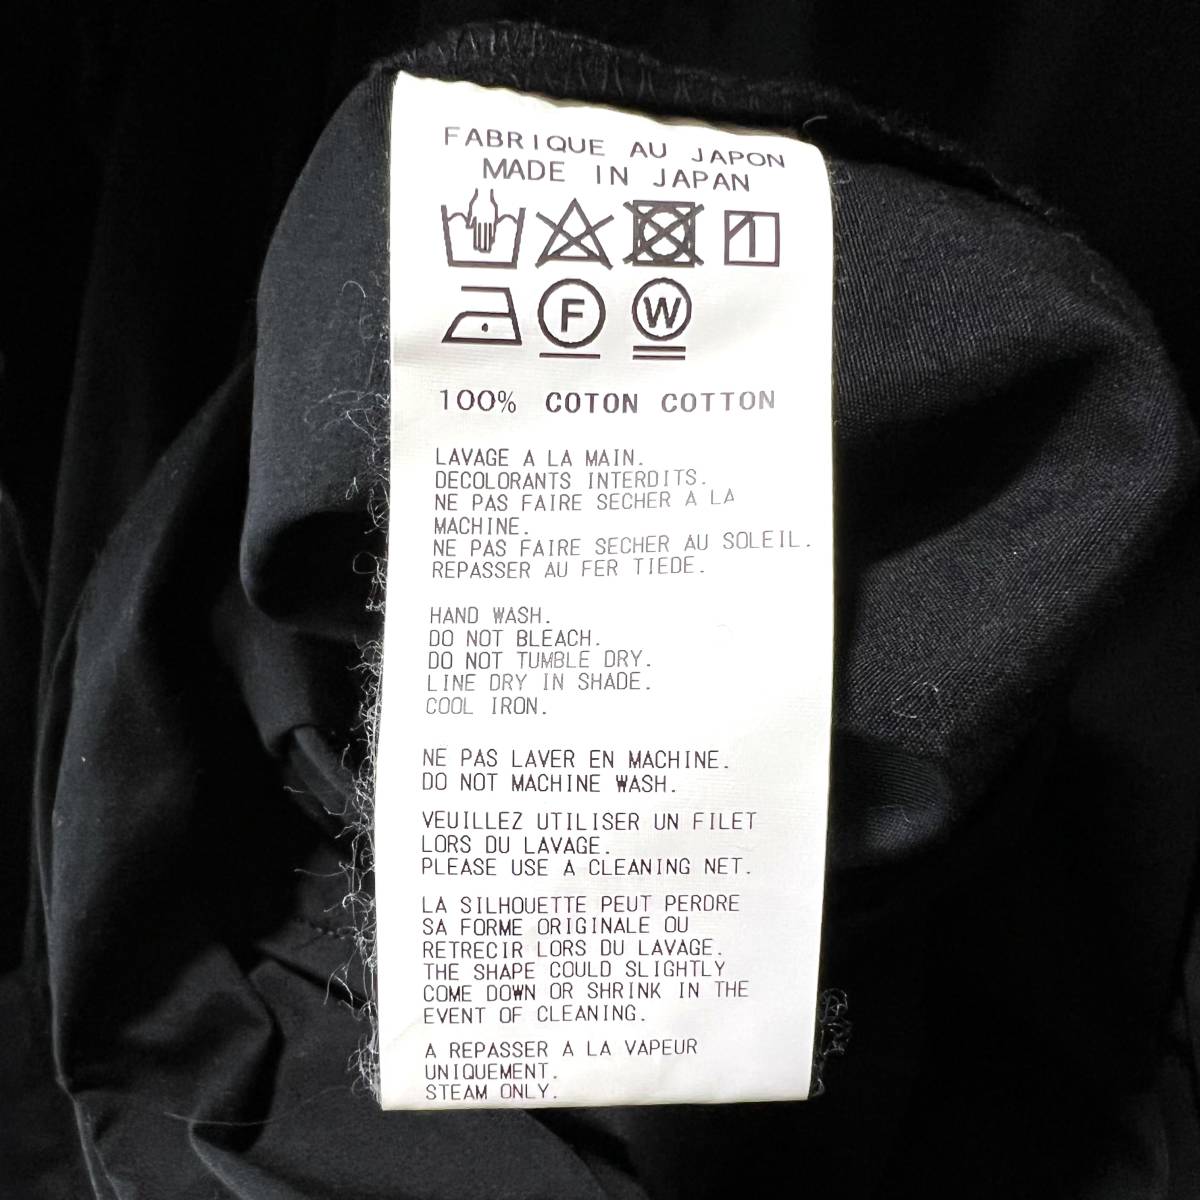 FABRIQUE AU JAPON
MADE IN JAPAN
F W
100% COTON COTTON
LAVAGE A LA MAIN.
DECOLORANTS INTERDITS.
NE PAS FAIRE SECHER A LA
MACHINE.
NE PAS FAIRE SECHER AU SOLEIL.
REPASSER AU FER TIEDE.
HAND WASH.
DO NOT BLEACH.
DO NOT TUMBLE DRY.
LINE DRY IN SHADE.
COOL IRON.
NE PAS LAVER EN MACHINE.
DO NOT MACHINE WASH.
VEUILLEZ UTILISER UN FILET
LORS DU LAVAGE.
PLEASE USE A CLEANING NET.
LA SILHOUETTE PEUT PERDRE
SA FORME ORIGINALE OU
RETRECIR LORS DU LAVAGE.
THE SHAPE COULD SLIGHTLY
COME DOWN OR SHRINK IN THE
EVENT OF CLEANING.
A REPASSER A LA VAPEUR
UNIQUEMENT.
STEAM ONLY.